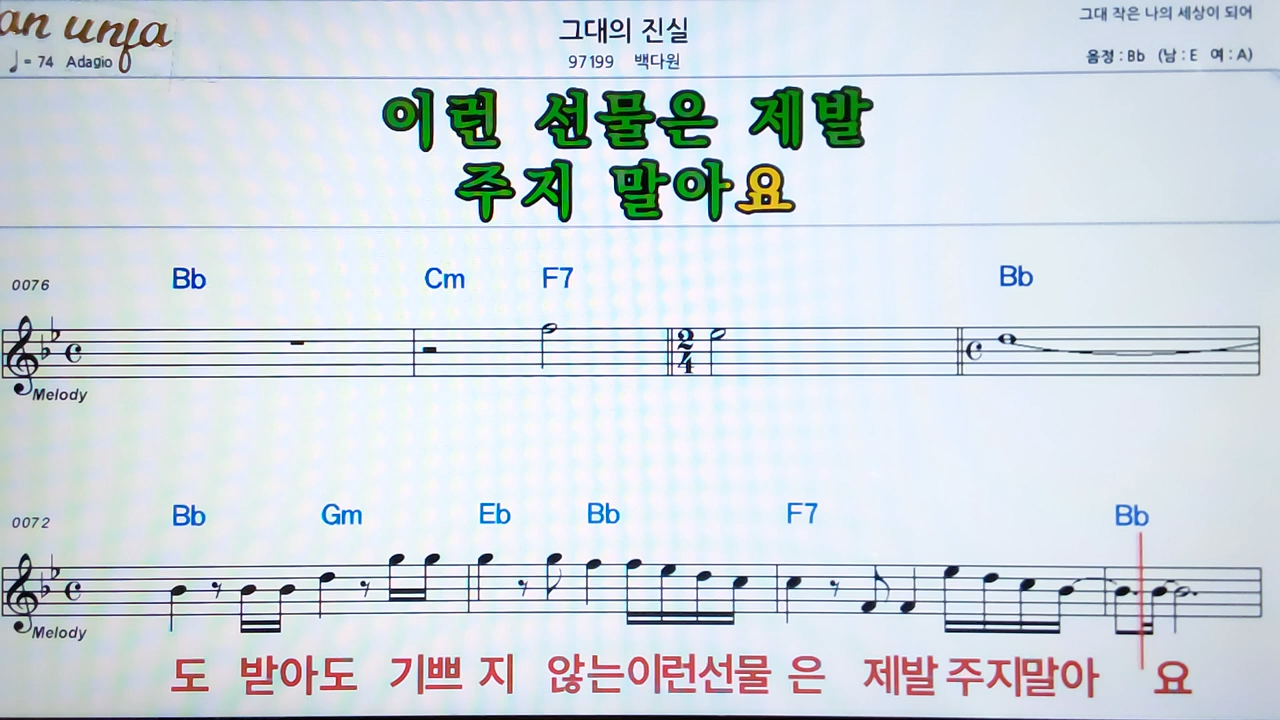 an unfa
♩= 74 Adagio
그대의 진실
97199 백다원
그대 작은 나의 세상이 되어
음정 : Bb (남 : E 여 : A)
이런 선물은 제발
주지 말아요
0076
Bb Cm F7 Bb
2
4
Melody
0072
Bb Gm Eb Bb F7 Bb
Melody
도 받아도 기쁘 지 않는이런선물 은 제발 주지말아 요